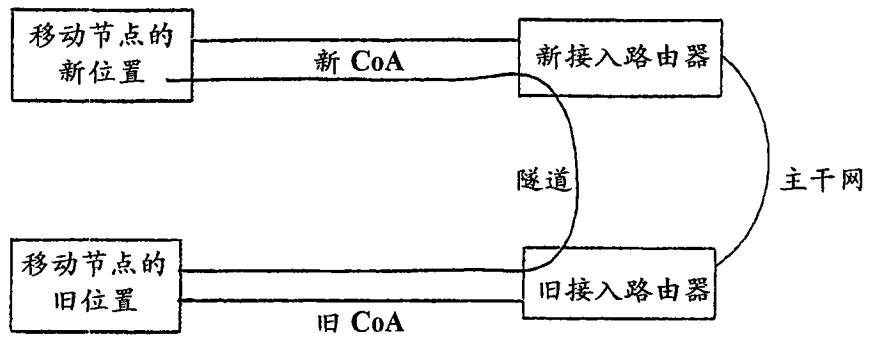 移动节点的
新位置
新 CoA
新接入路由器
隧道
主干网
移动节点的
旧位置
旧接入路由器
旧 CoA